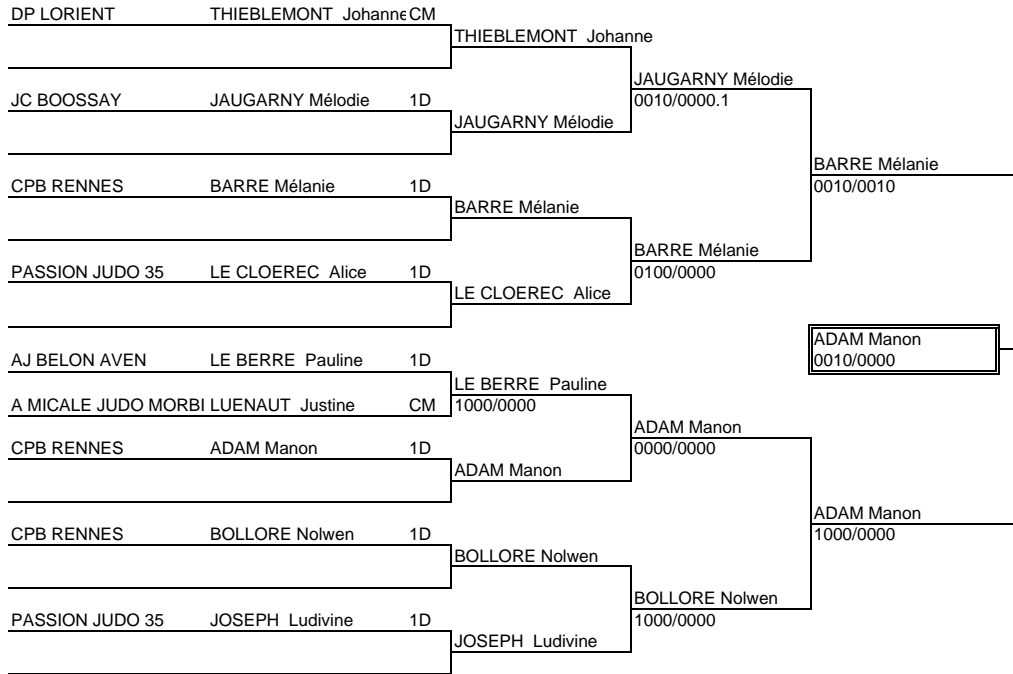 DP LORIENT THIEBLEMONT Johanne CM
THIEBLEMONT Johanne
JAUGARNY Mélodie
JC BOOSSAY JAUGARNY Mélodie 1D
0010/0000.1
JAUGARNY Mélodie
BARRE Mélanie
CPB RENNES BARRE Mélanie 1D
0010/0010
BARRE Mélanie
BARRE Mélanie
PASSION JUDO 35 LE CLOEREC Alice 1D
0100/0000
LE CLOEREC Alice
ADAM Manon
0010/0000
AJ BELON AVEN LE BERRE Pauline 1D
LE BERRE Pauline
A MICALE JUDO MORBI LUENAUT Justine CM
1000/0000
ADAM Manon
CPB RENNES ADAM Manon 1D
0000/0000
ADAM Manon
ADAM Manon
CPB RENNES BOLLORE Nolwen 1D
1000/0000
BOLLORE Nolwen
BOLLORE Nolwen
PASSION JUDO 35 JOSEPH Ludivine 1D
1000/0000
JOSEPH Ludivine